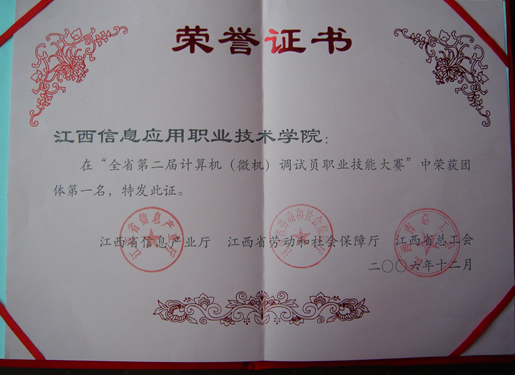 荣誉证书
江西信息应用职业技术学院：
在“全省第二届计算机（微机）调试员职业技能大赛”中荣获团
体第一名，特发此证。
江西省信息产业厅 江西省劳动和社会保障厅 江西省总工会
二〇〇六年十二月